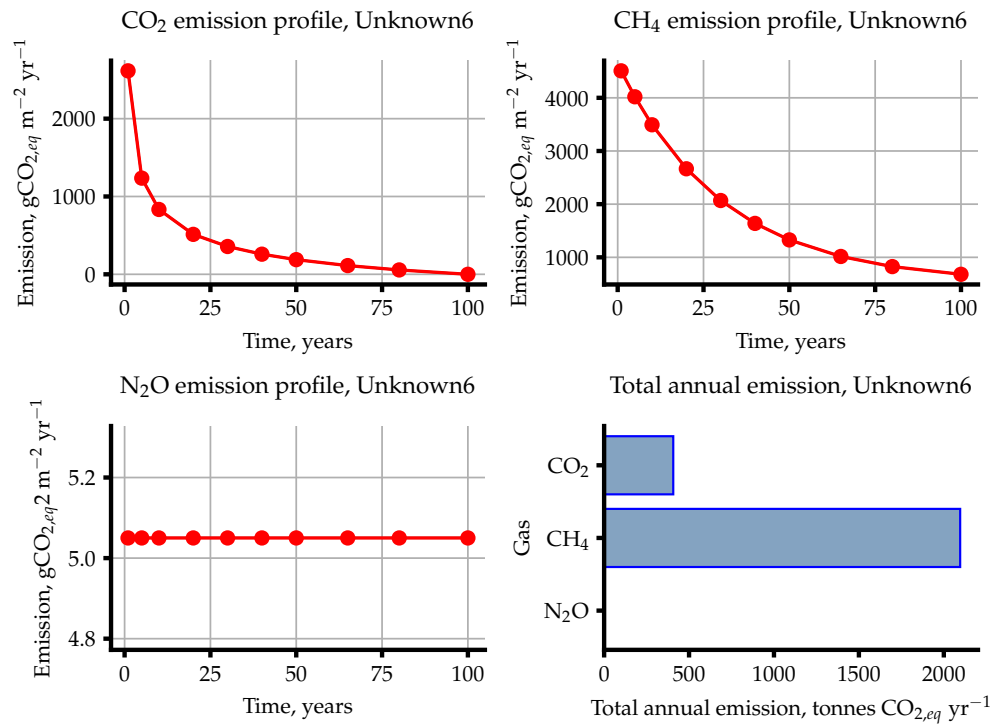 CO₂ emission profile, Unknown6
Emission, gCO₂,eq m⁻² yr⁻¹
2000
1000
0
0 25 50 75 100
Time, years
CH₄ emission profile, Unknown6
Emission, gCO₂,eq m⁻² yr⁻¹
4000
3000
2000
1000
0 25 50 75 100
Time, years
N₂O emission profile, Unknown6
Emission, gCO₂,eq2 m⁻² yr⁻¹
5.2
5.0
4.8
0 25 50 75 100
Time, years
Total annual emission, Unknown6
Gas
CO₂
CH₄
N₂O
0 500 1000 1500 2000
Total annual emission, tonnes CO₂,eq yr⁻¹